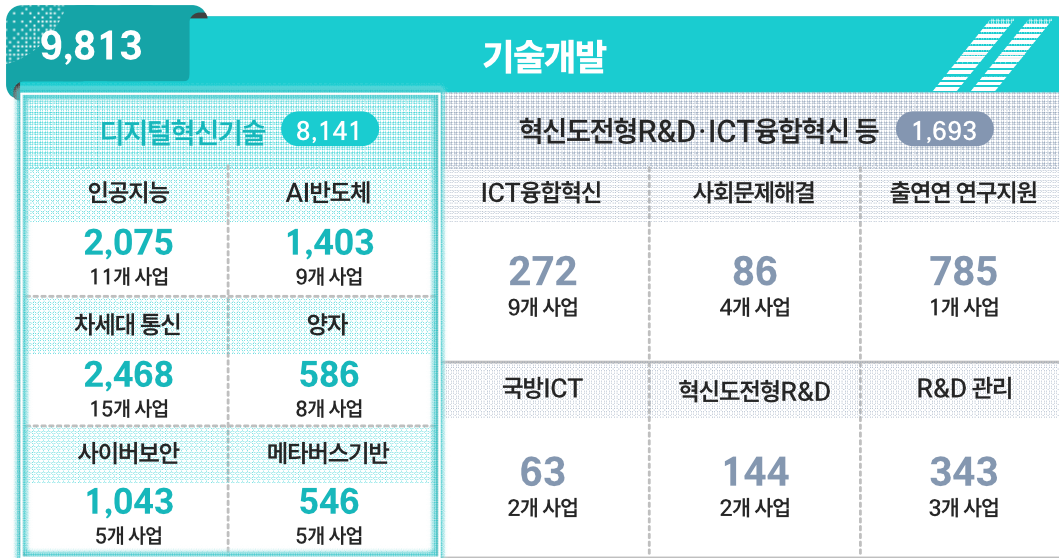 9,813
기술개발
디지털혁신기술 8,141
인공지능
2,075
11개 사업
AI반도체
1,403
9개 사업
차세대 통신
2,468
15개 사업
양자
586
8개 사업
사이버보안
1,043
5개 사업
메타버스기반
546
5개 사업
혁신도전형R&D·ICT융합혁신 등 1,693
ICT융합혁신
272
9개 사업
사회문제해결
86
4개 사업
출연연 연구지원
785
1개 사업
국방ICT
63
2개 사업
혁신도전형R&D
144
2개 사업
R&D 관리
343
3개 사업